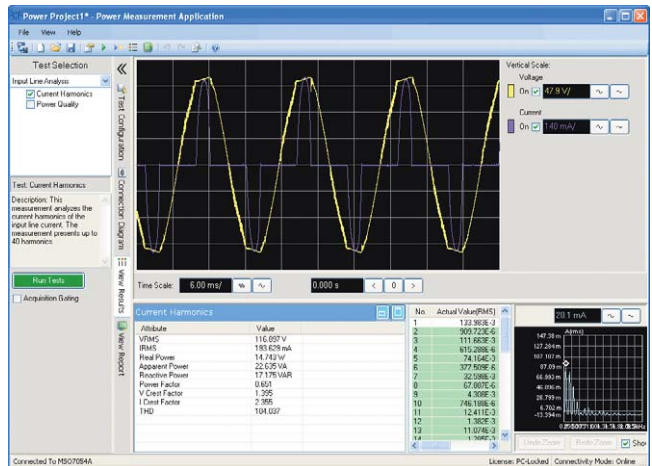 Power Project1* - Power Measurement Application
File View Help
Test Selection
Input Line Analysis
Current Harmonics
Power Quality
Test: Current Harmonics
Description: This
measurement analyzes the
current harmonics of the
input line current. The
measurement presents up to
40 harmonics
Run Tests
Acquisition Gating
Test Configuration
Connection Diagram
View Results
View Report
Vertical Scale:
Voltage
On 47.9 V/
Current
On 140 mA/
Time Scale: 6.00 ms/ 0.000 s < 0 >
Current Harmonics
Attribute Value
VRMS 116.897 V
IRMS 193.629 mA
Real Power 14.743 W
Apparent Power 22.635 VA
Reactive Power 17.175 VAR
Power Factor 0.651
V Crest Factor 1.395
I Crest Factor 2.355
THD 104.037
No. Actual Value(RMS)
1 133.983E-3
2 909.723E-6
3 111.663E-3
4 615.288E-6
5 74.164E-3
6 377.509E-6
7 32.598E-3
8 67.007E-6
9 4.308E-3
10 746.188E-6
11 12.411E-3
12 1.382E-3
13 11.074E-3
14
20.1 mA
A(rms)
147.38 m
127.284 m
107.187 m
87.09 m
66.993 m
46.896 m
26.799 m
6.702 m
-13.394 m
Undo Zoom Redo Zoom Show
Connected To MSO7054A
License: PC-Locked Connectivity Mode: Online